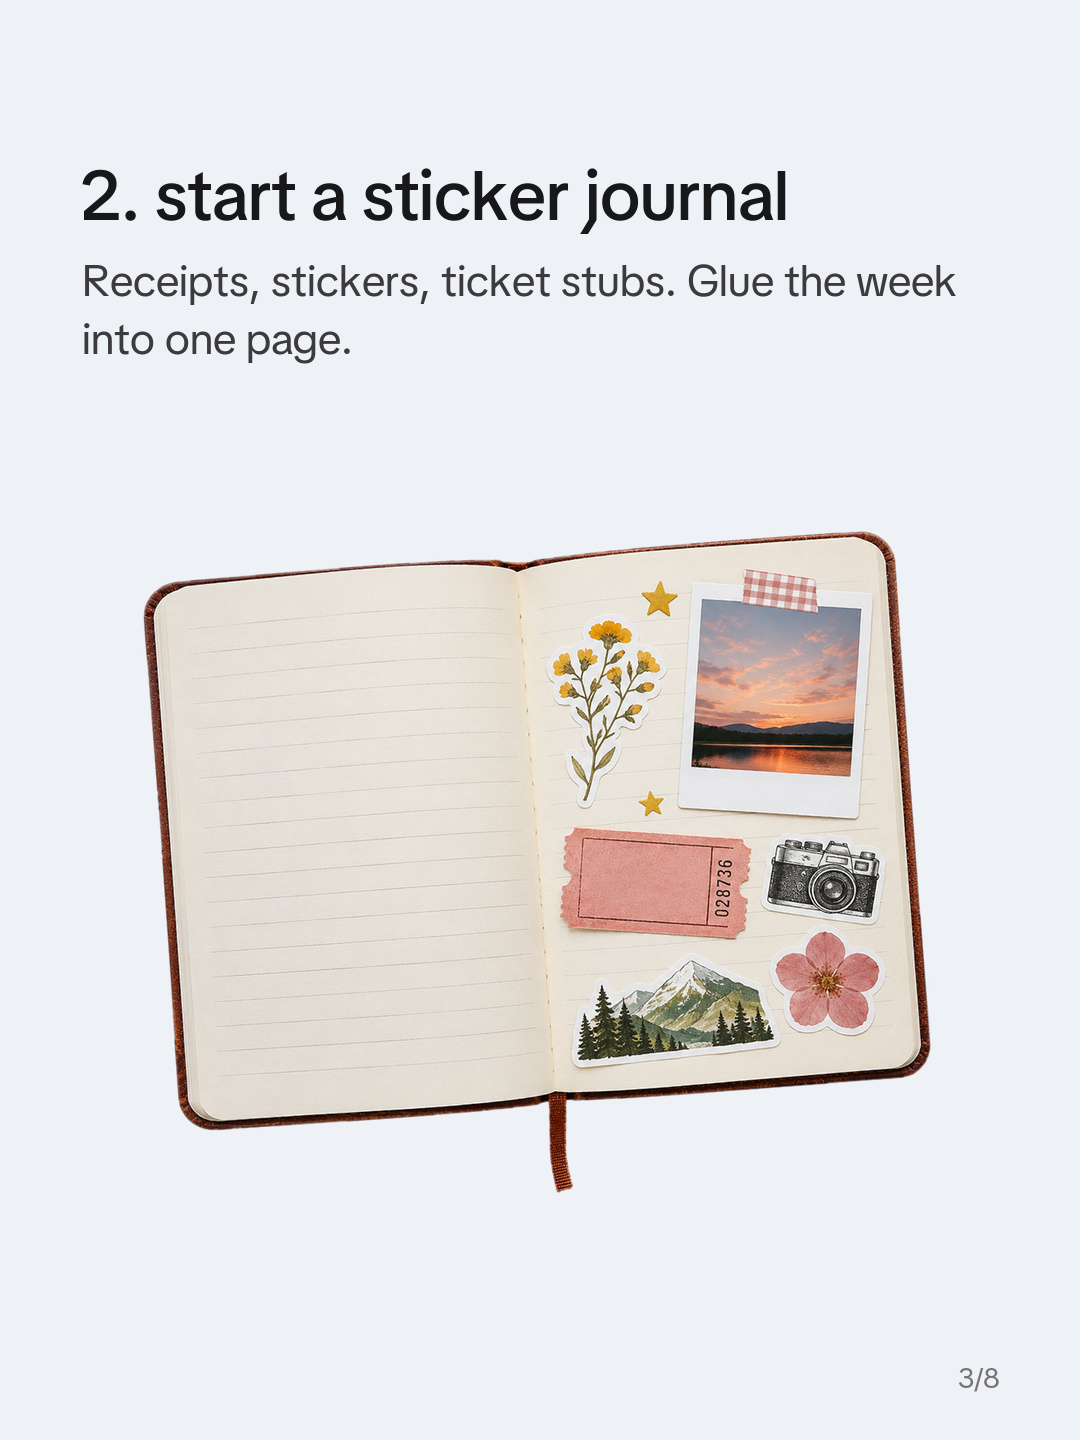 2. start a sticker journal
Receipts, stickers, ticket stubs. Glue the week
into one page.
028736
3/8